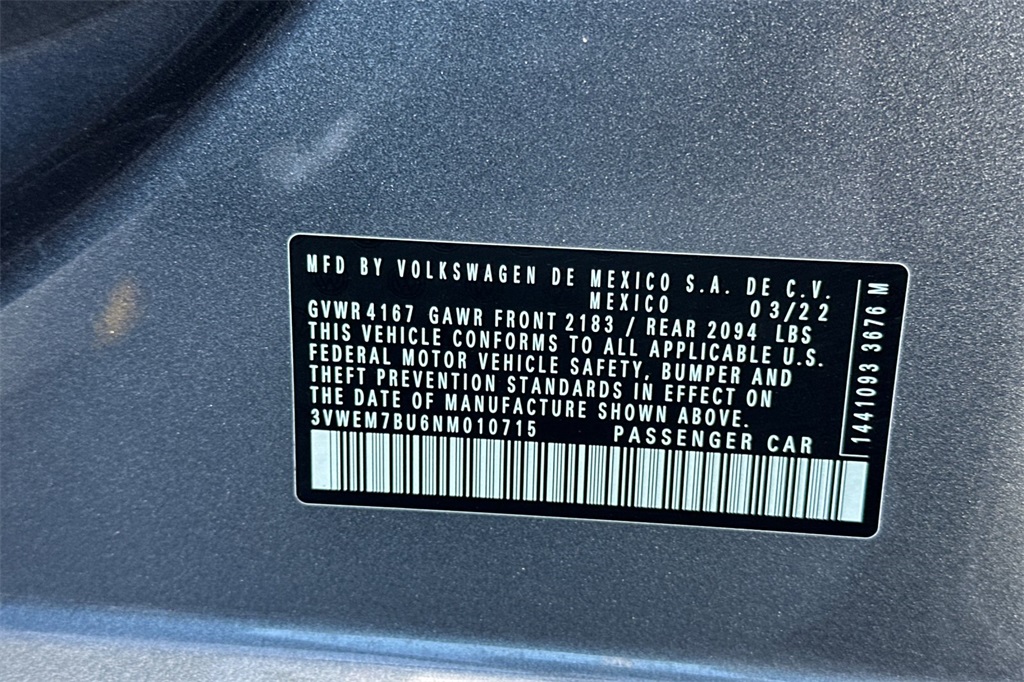 MFD BY VOLKSWAGEN DE MEXICO S.A. DE C.V.
MEXICO 03/22
GVWR 4167 GAWR FRONT 2183 / REAR 2094 LBS
THIS VEHICLE CONFORMS TO ALL APPLICABLE U.S.
FEDERAL MOTOR VEHICLE SAFETY, BUMPER AND
THEFT PREVENTION STANDARDS IN EFFECT ON
THE DATE OF MANUFACTURE SHOWN ABOVE.
3VWEM7BU6NM010715 PASSENGER CAR
1441093 3676 M